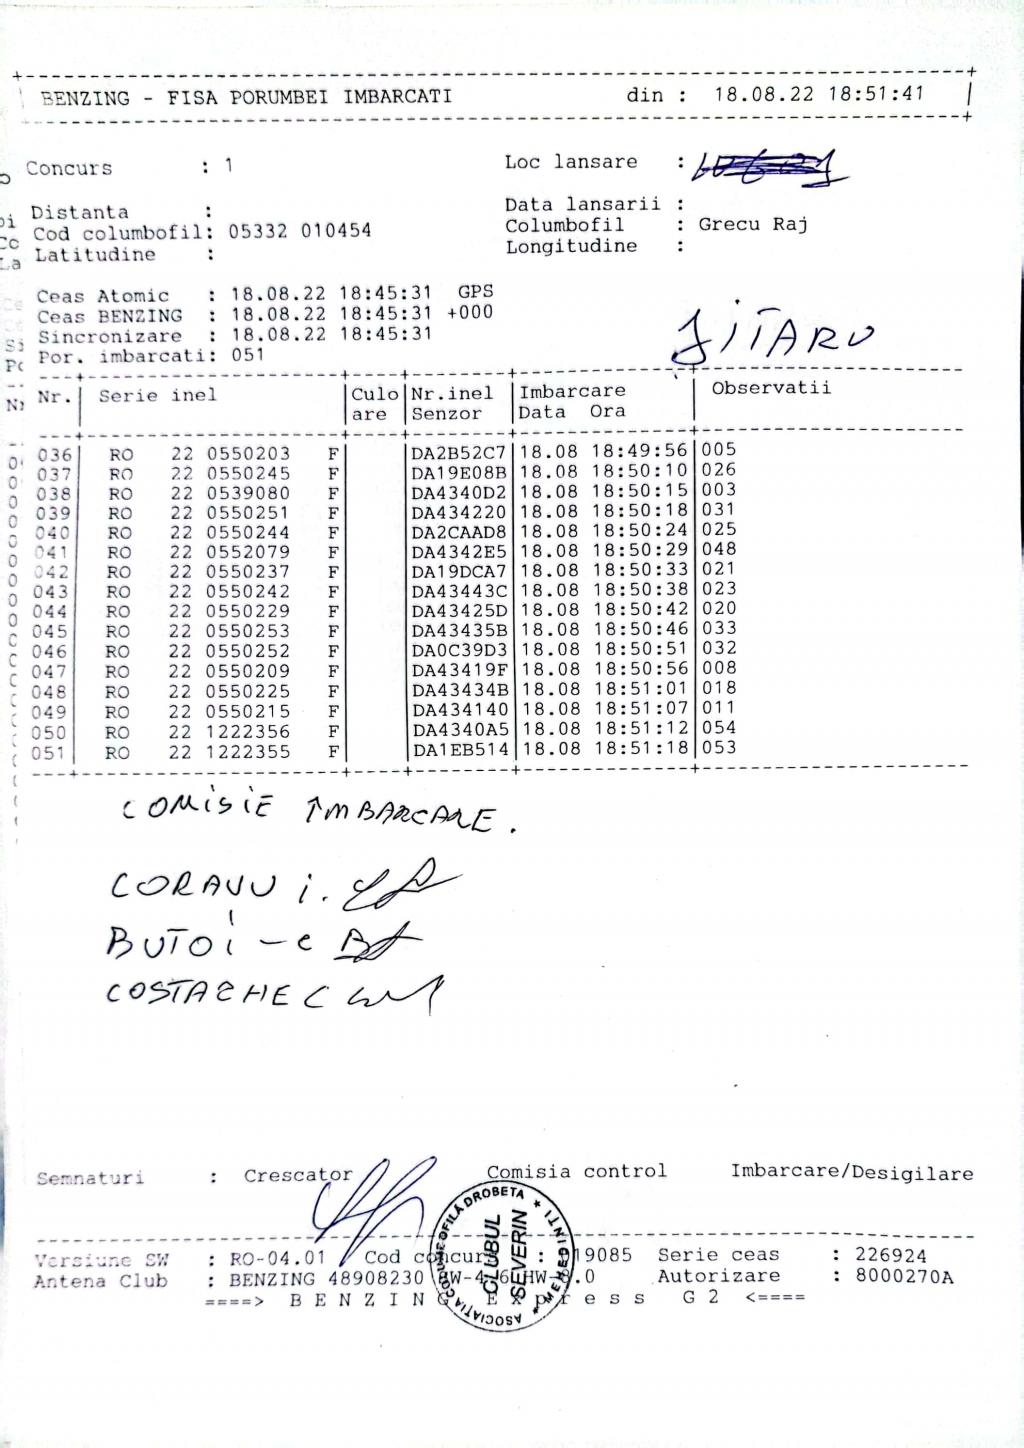 BENZING - FISA PORUMBEI IMBARCATI din : 18.08.22 18:51:41
Concurs : 1 Loc lansare :
Distanta : Data lansarii :
Cod columbofil: 05332 010454 Columbofil : Grecu Raj
Latitudine : Longitudine :
Ceas Atomic : 18.08.22 18:45:31 GPS
Ceas BENZING : 18.08.22 18:45:31 +000
Sincronizare : 18.08.22 18:45:31
JITARU
Por. imbarcati: 051
Nr. Serie inel Culo Nr.inel Imbarcare Observatii
are Senzor Data Ora
036 RO 22 0550203 F DA2B52C7 18.08 18:49:56 005
037 RO 22 0550245 F DA19E08B 18.08 18:50:10 026
038 RO 22 0539080 F DA4340D2 18.08 18:50:15 003
039 RO 22 0550251 F DA434220 18.08 18:50:18 031
040 RO 22 0550244 F DA2CAAD8 18.08 18:50:24 025
041 RO 22 0552079 F DA4342E5 18.08 18:50:29 048
042 RO 22 0550237 F DA19DCA7 18.08 18:50:33 021
043 RO 22 0550242 F DA43443C 18.08 18:50:38 023
044 RO 22 0550229 F DA43425D 18.08 18:50:42 020
045 RO 22 0550253 F DA43435B 18.08 18:50:46 033
046 RO 22 0550252 F DA0C39D3 18.08 18:50:51 032
047 RO 22 0550209 F DA43419F 18.08 18:50:56 008
048 RO 22 0550225 F DA43434B 18.08 18:51:01 018
049 RO 22 0550215 F DA434140 18.08 18:51:07 011
050 RO 22 1222356 F DA4340A5 18.08 18:51:12 054
051 RO 22 1222355 F DA1EB514 18.08 18:51:18 053
COMISIE ÎMBARCARE.
CORAVU i.
BUTOI - C
COSTACHE C
Semnaturi : Crescator Comisia control Imbarcare/Desigilare
ASOCIAȚIA COLUMBOFILĂ DROBETA * MEHEDINȚI *
CLUBUL
SEVERIN
Versiune SW : RO-04.01 Cod concurs : 019085 Serie ceas : 226924
Antena Club : BENZING 48908230 Autorizare : 8000270A
====> BENZING Express G2 <====